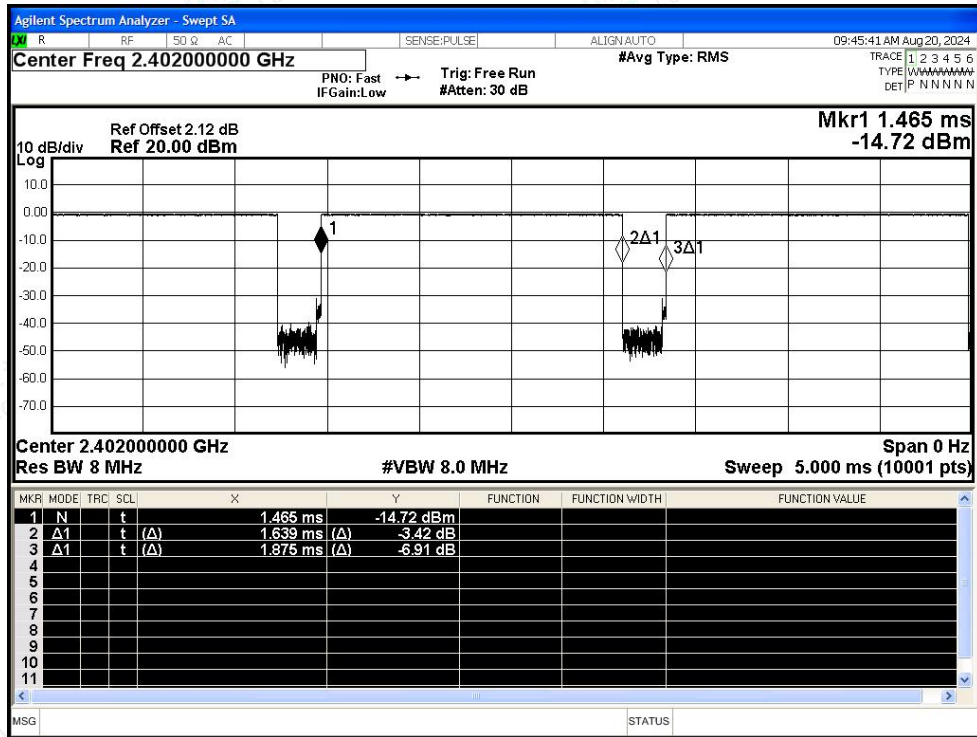 Agilent Spectrum Analyzer - Swept SA
LXI R RF 50 Ω AC SENSE:PULSE ALIGN AUTO 09:45:41 AM Aug 20, 2024
Center Freq 2.402000000 GHz #Avg Type: RMS TRACE 1 2 3 4 5 6
PNO: Fast Trig: Free Run TYPE WWWWWW
IFGain:Low #Atten: 30 dB DET P N N N N N
Mkr1 1.465 ms
Ref Offset 2.12 dB
10 dB/div Ref 20.00 dBm -14.72 dBm
Log
10.0
0.00
1
2Δ1
3Δ1
-10.0
-20.0
-30.0
-40.0
-50.0
-60.0
-70.0
Center 2.402000000 GHz Span 0 Hz
Res BW 8 MHz #VBW 8.0 MHz Sweep 5.000 ms (10001 pts)
MKR MODE TRC SCL X Y FUNCTION FUNCTION WIDTH FUNCTION VALUE
1 N t 1.465 ms -14.72 dBm
2 Δ1 t (Δ) 1.639 ms (Δ) -3.42 dB
3 Δ1 t (Δ) 1.875 ms (Δ) -6.91 dB
4
5
6
7
8
9
10
11
MSG STATUS